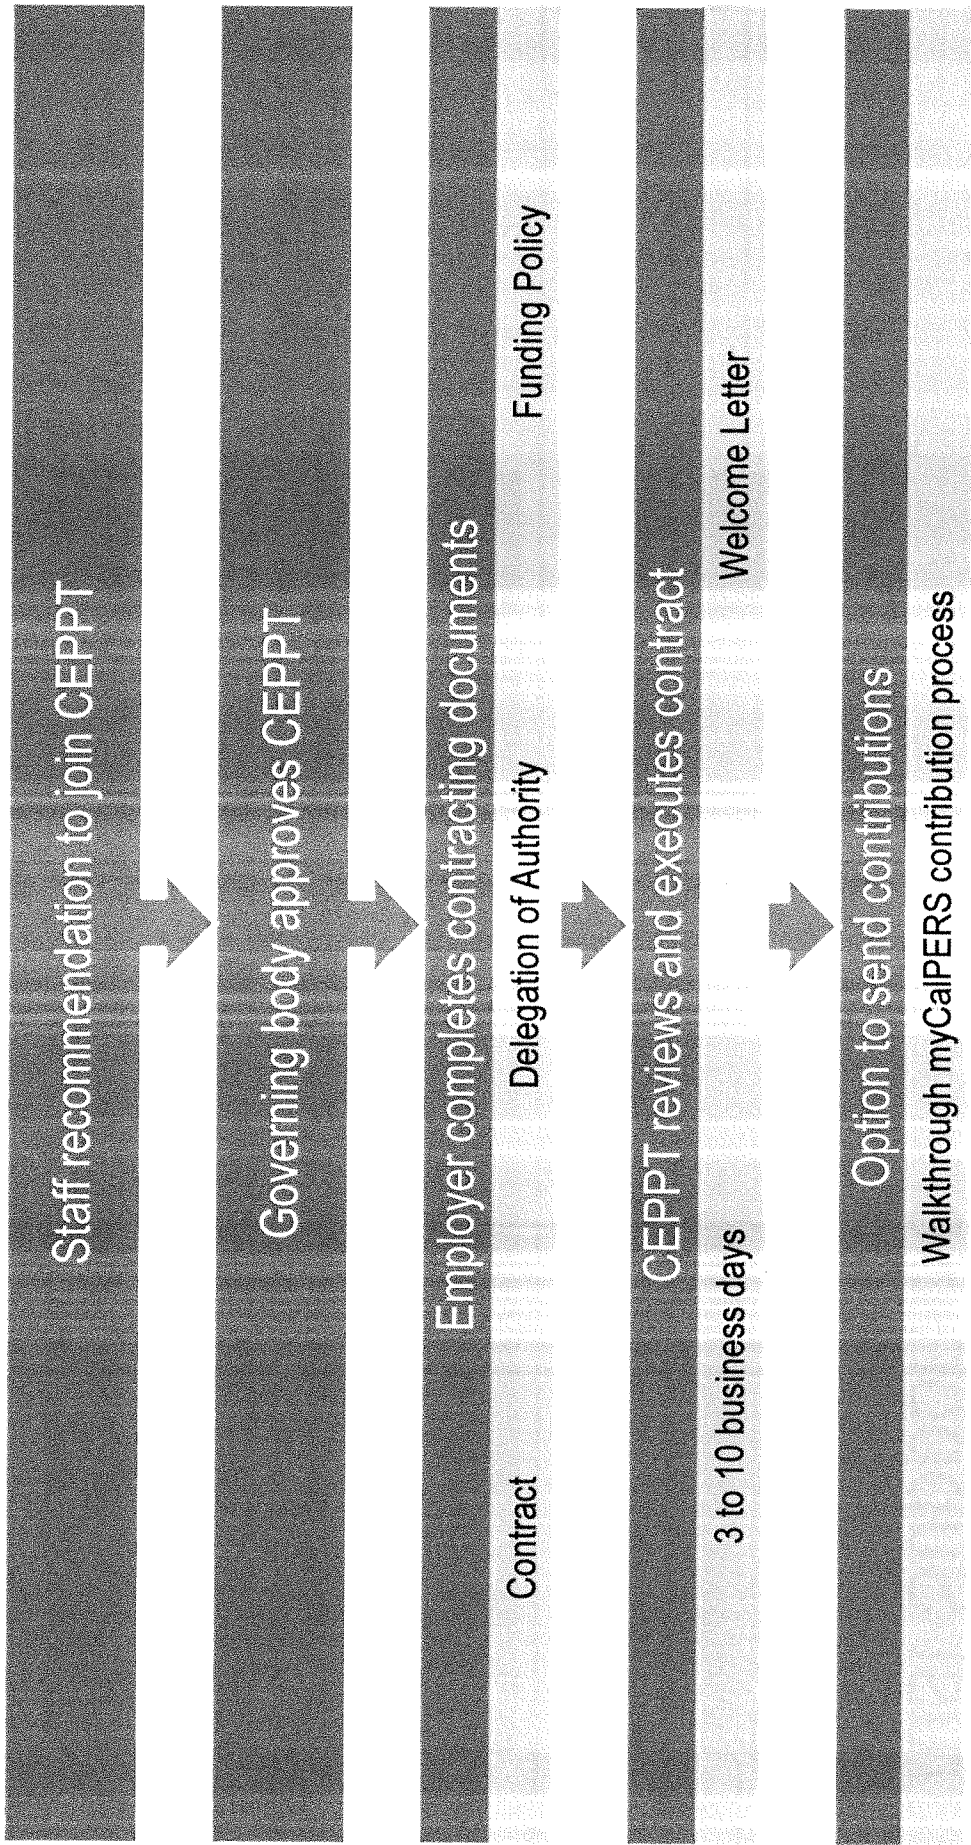 Staff recommendation to join CEPPT
Governing body approves CEPPT
Employer completes contracting documents
Contract
Delegation of Authority
Funding Policy
CEPPT reviews and executes contract
3 to 10 business days
Welcome Letter
Option to send contributions
Walkthrough myCalPERS contribution process